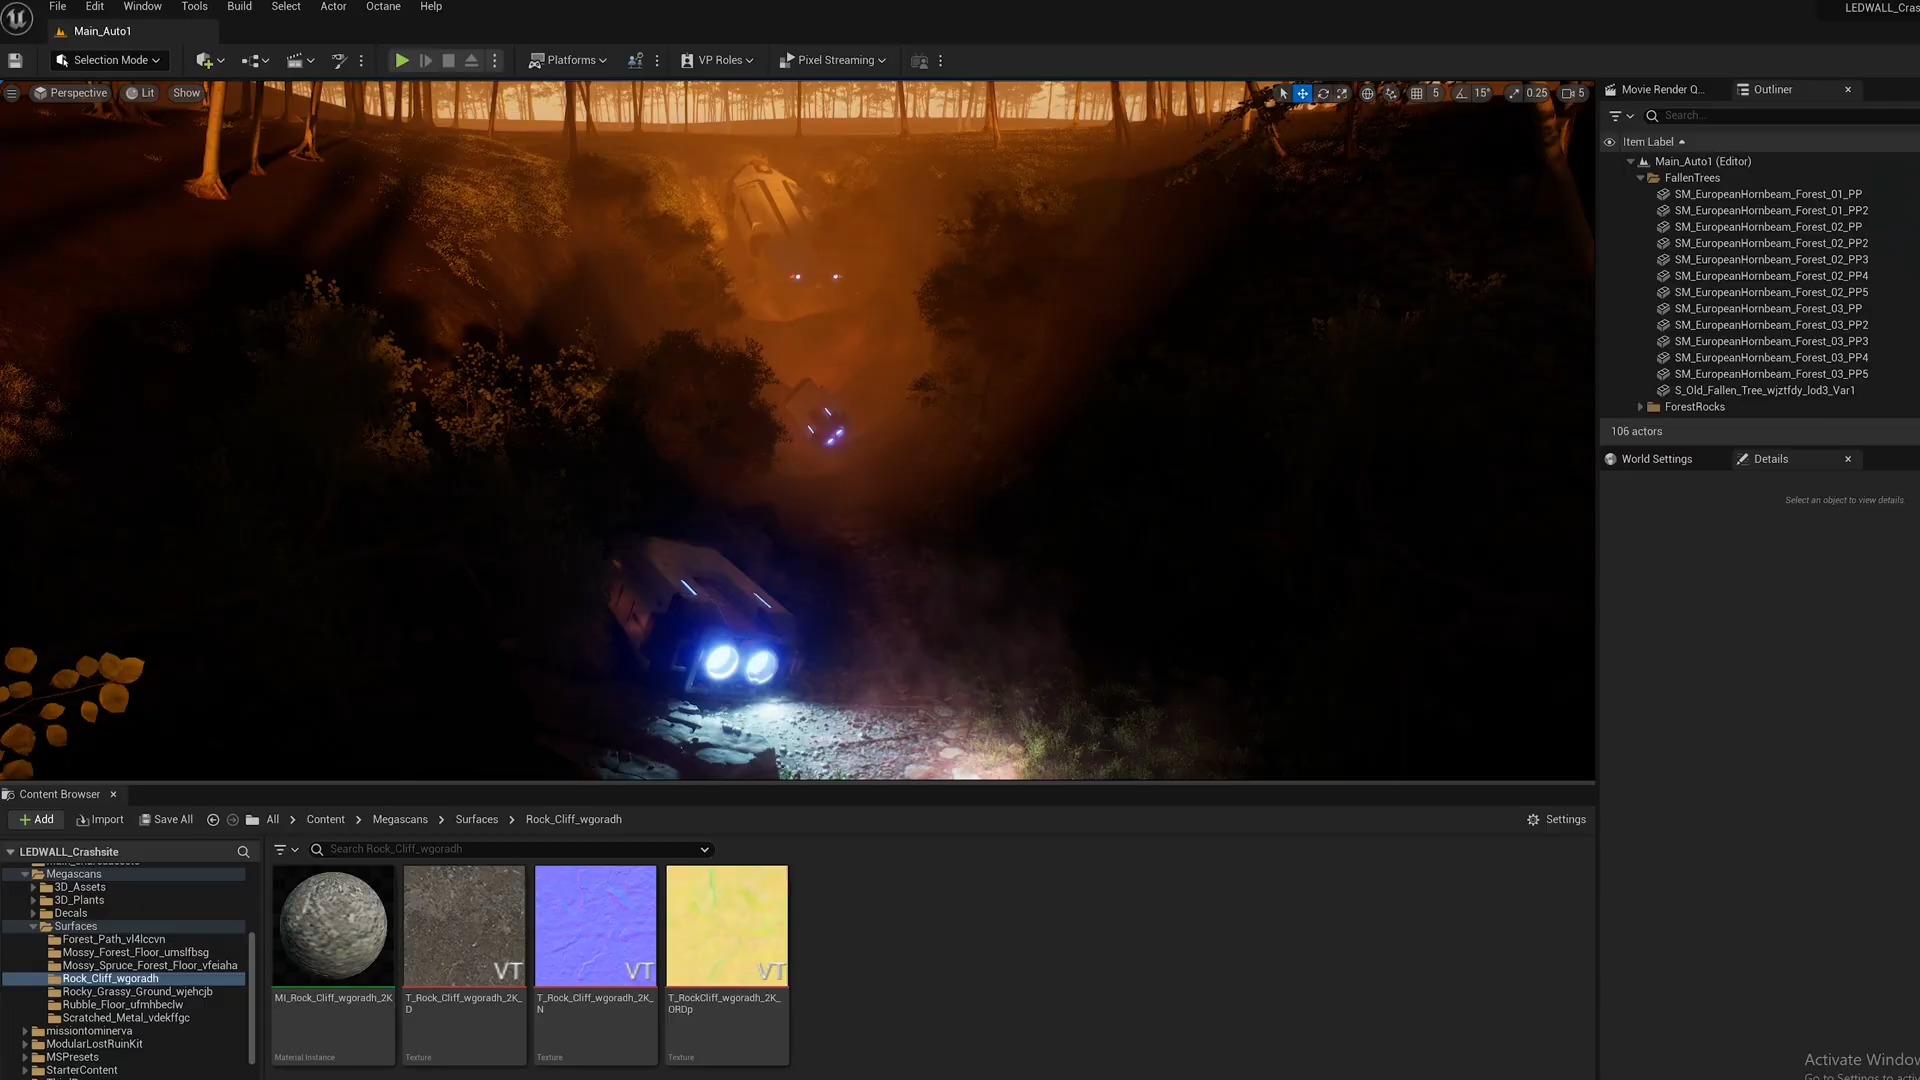 File Edit Window Tools Build Select Actor Octane Help
LEDWALL_Cras
Main_Auto1
Selection Mode
Platforms
VP Roles
Pixel Streaming
Perspective
Lit
Show
5
15°
0.25
5
Movie Render Q...
Outliner
Search...
Item Label
Main_Auto1 (Editor)
FallenTrees
SM_EuropeanHornbeam_Forest_01_PP
SM_EuropeanHornbeam_Forest_01_PP2
SM_EuropeanHornbeam_Forest_02_PP
SM_EuropeanHornbeam_Forest_02_PP2
SM_EuropeanHornbeam_Forest_02_PP3
SM_EuropeanHornbeam_Forest_02_PP4
SM_EuropeanHornbeam_Forest_02_PP5
SM_EuropeanHornbeam_Forest_03_PP
SM_EuropeanHornbeam_Forest_03_PP2
SM_EuropeanHornbeam_Forest_03_PP3
SM_EuropeanHornbeam_Forest_03_PP4
SM_EuropeanHornbeam_Forest_03_PP5
S_Old_Fallen_Tree_wjztfdy_lod3_Var1
ForestRocks
106 actors
World Settings
Details
Select an object to view details.
Content Browser
Add
Import
Save All
All
Content
Megascans
Surfaces
Rock_Cliff_wgoradh
Settings
LEDWALL_Crashsite
Search Rock_Cliff_wgoradh
Megascans
3D_Assets
3D_Plants
Decals
Surfaces
Forest_Path_vl4lccvn
Mossy_Forest_Floor_umslfbsg
Mossy_Spruce_Forest_Floor_vfeiaha
Rock_Cliff_wgoradh
Rocky_Grassy_Ground_wjehcjb
Rubble_Floor_ufmhbeclw
Scratched_Metal_vdekffgc
missiontominerva
ModularLostRuinKit
MSPresets
StarterContent
VT
VT
VT
MI_Rock_Cliff_wgoradh_2K
Material Instance
T_Rock_Cliff_wgoradh_2K_
D
Texture
T_Rock_Cliff_wgoradh_2K_
N
Texture
T_RockCliff_wgoradh_2K_
ORDp
Texture
Activate Window
Go to Settings to activ